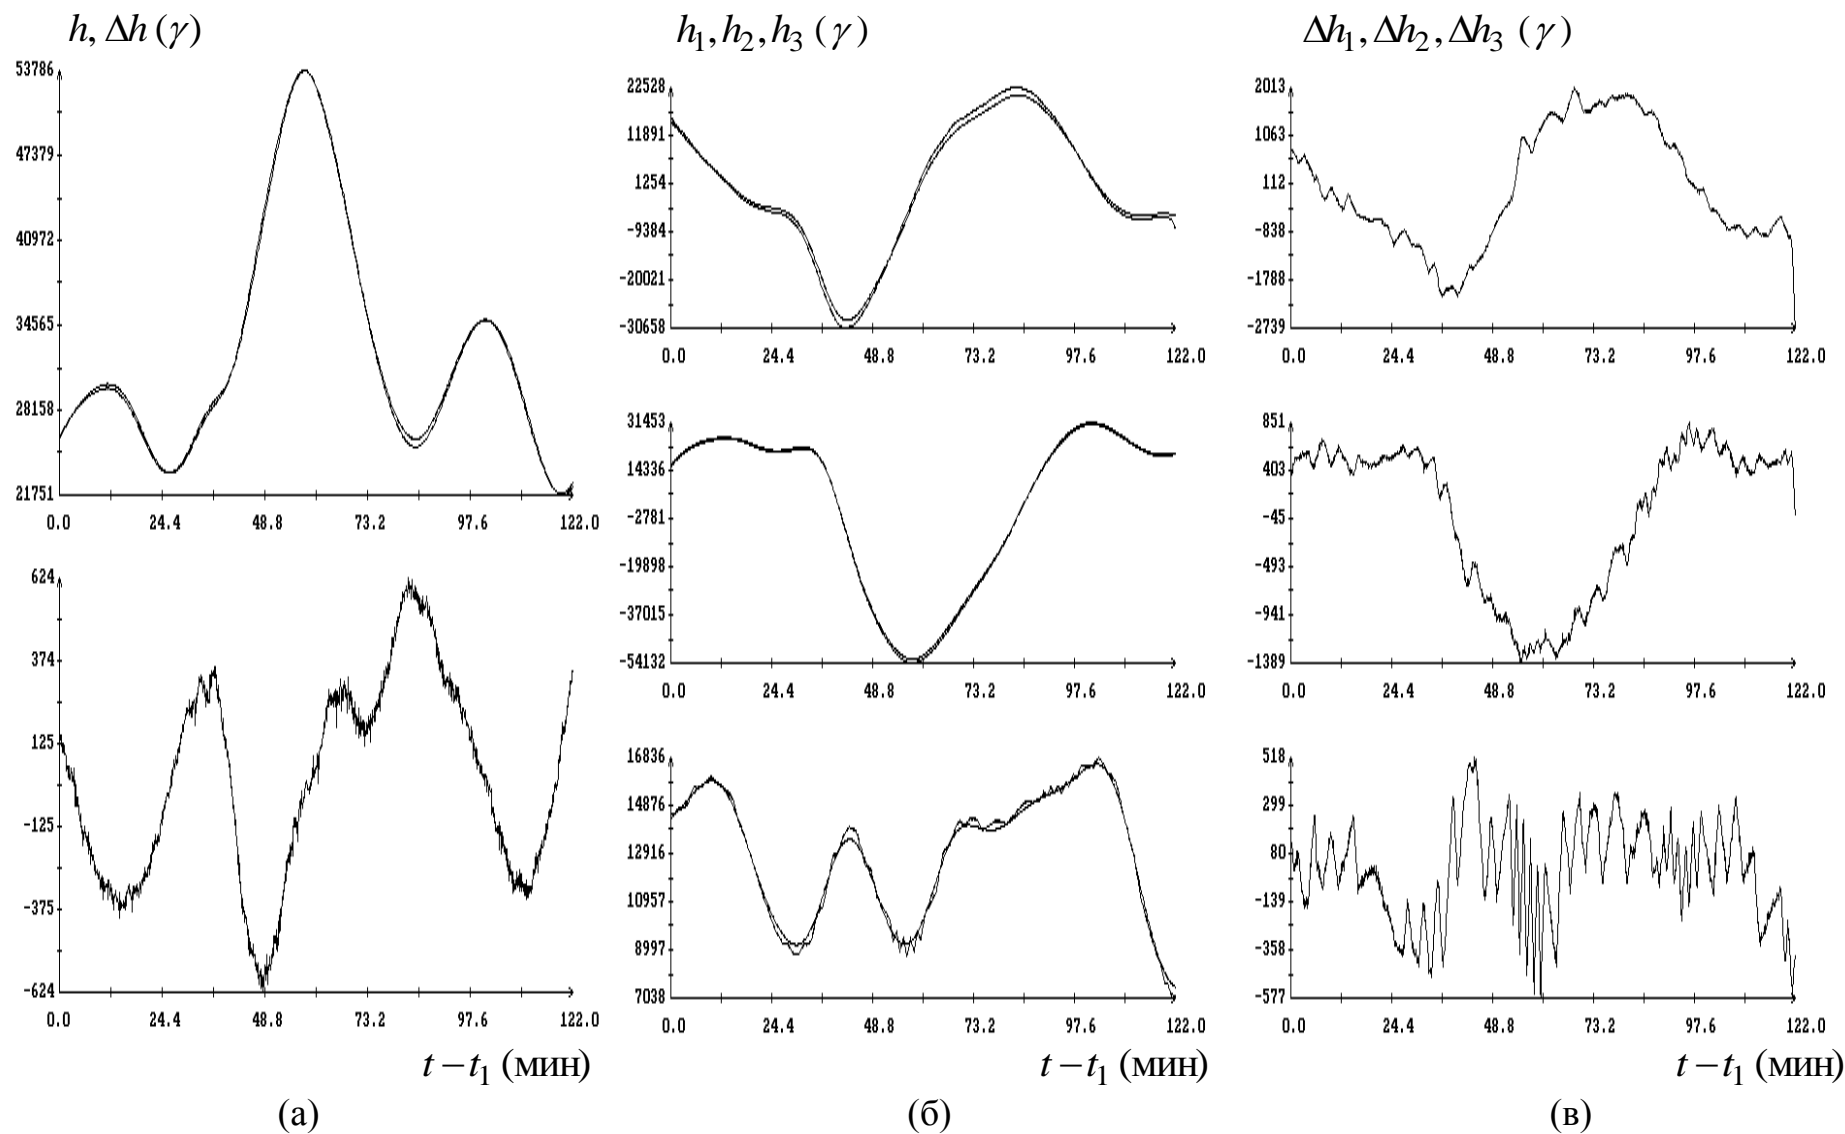 h, Δh (γ)
53786
47379
40972
34565
28158
21751
0.0 24.4 48.8 73.2 97.6 122.0
624
374
125
-125
-375
-624
0.0 24.4 48.8 73.2 97.6 122.0
t – t₁ (мин)
(а)
h₁, h₂, h₃ (γ)
22528
11891
1254
-9384
-20021
-30658
0.0 24.4 48.8 73.2 97.6 122.0
31453
14336
-2781
-19898
-37015
-54132
0.0 24.4 48.8 73.2 97.6 122.0
16836
14876
12916
10957
8997
7038
0.0 24.4 48.8 73.2 97.6 122.0
t – t₁ (мин)
(б)
Δh₁, Δh₂, Δh₃ (γ)
2013
1063
112
-838
-1788
-2739
0.0 24.4 48.8 73.2 97.6 122.0
851
403
-45
-493
-941
-1389
0.0 24.4 48.8 73.2 97.6 122.0
518
299
80
-139
-358
-577
0.0 24.4 48.8 73.2 97.6 122.0
t – t₁ (мин)
(в)